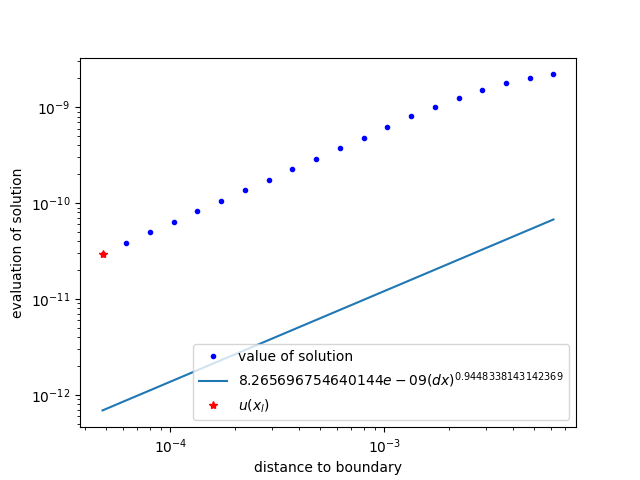 10^{-9}
10^{-10}
10^{-11}
10^{-12}
evaluation of solution
value of solution
8.265696754640144e − 09(dx)^{0.9448338143142369}
u(x_l)
10^{-4} 10^{-3}
distance to boundary